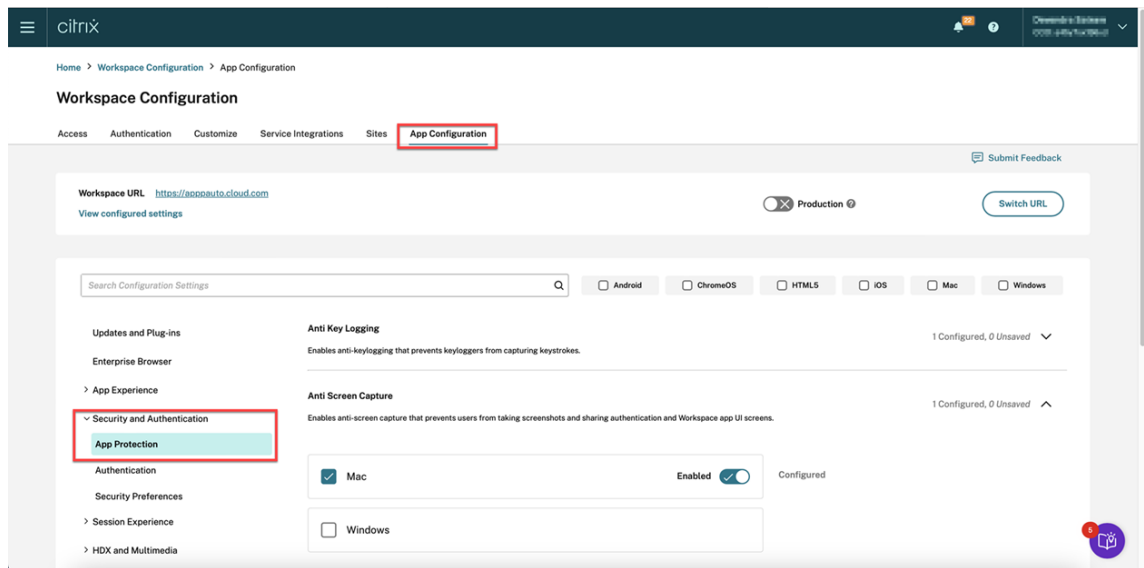 citrix
22
?
Home > Workspace Configuration > App Configuration
Workspace Configuration
Access Authentication Customize Service Integrations Sites App Configuration
Submit Feedback
Workspace URL https://apppauto.cloud.com
View configured settings
Production ?
Switch URL
Search Configuration Settings
Android ChromeOS HTML5 iOS Mac Windows
Updates and Plug-ins
Enterprise Browser
App Experience
Security and Authentication
App Protection
Authentication
Security Preferences
Session Experience
HDX and Multimedia
Anti Key Logging
1 Configured, 0 Unsaved
Enables anti-keylogging that prevents keyloggers from capturing keystrokes.
Anti Screen Capture
1 Configured, 0 Unsaved
Enables anti-screen capture that prevents users from taking screenshots and sharing authentication and Workspace app UI screens.
Mac Enabled Configured
Windows
5